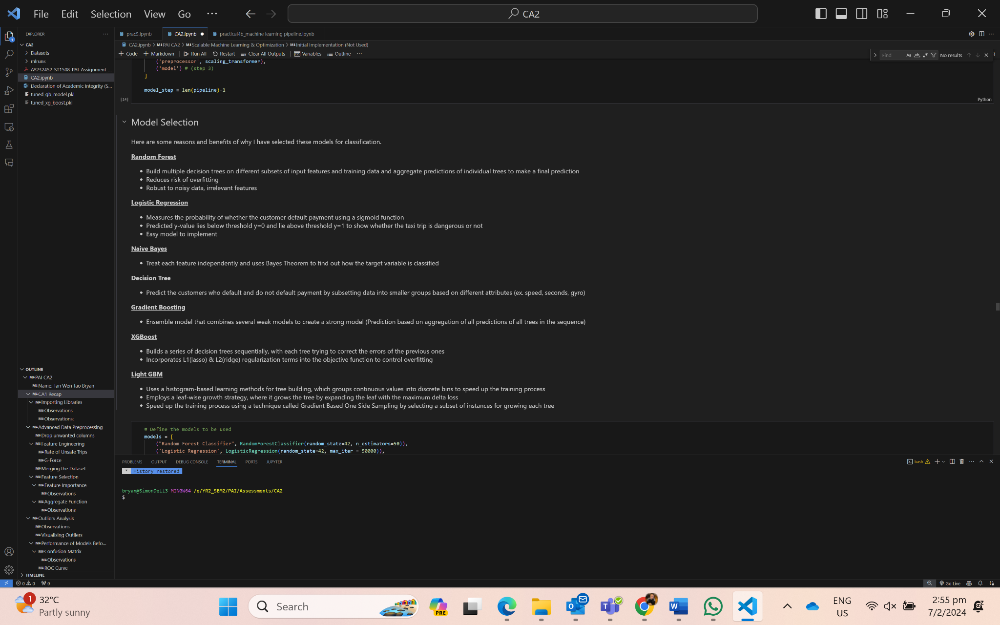 File Edit Selection View Go ··· CA2
EXPLORER ···
CA2
Datasets
mlruns
AY2324S2_ST1508_PAI_Assignment_...
CA2.ipynb
Declaration of Academic Integrity (S...
tuned_gb_model.pkl
tuned_xg_boost.pkl
prac5.ipynb CA2.ipynb practical4b_machine learning pipeline.ipynb
CA2.ipynb > M↓PAI CA2 > M↓Scalable Machine Learning & Optimization > M↓Initial Implementation (Not Used)
+ Code + Markdown Run All Restart Clear All Outputs Variables Outline ···
Find Aa ab .* No results
('preprocessor', scaling_transformer),
('model') # (step 3)
]
model_step = len(pipeline)-1
[14] Python
Model Selection
Here are some reasons and benefits of why I have selected these models for classification.
Random Forest
• Build multiple decision trees on different subsets of input features and training data and aggregate predictions of individual trees to make a final prediction
• Reduces risk of overfitting
• Robust to noisy data, irrelevant features
Logistic Regression
• Measures the probability of whether the customer default payment using a sigmoid function
• Predicted y-value lies below threshold y=0 and lie above threshold y=1 to show whether the taxi trip is dangerous or not
• Easy model to implement
Naive Bayes
• Treat each feature independently and uses Bayes Theorem to find out how the target variable is classified
Decision Tree
• Predict the customers who default and do not default payment by subsetting data into smaller groups based on different attributes (ex. speed, seconds, gyro)
Gradient Boosting
• Ensemble model that combines several weak models to create a strong model (Prediction based on aggregation of all predictions of all trees in the sequence)
XGBoost
• Builds a series of decision trees sequentially, with each tree trying to correct the errors of the previous ones
• Incorporates L1(lasso) & L2(ridge) regularization terms into the objective function to control overfitting
Light GBM
• Uses a histogram-based learning methods for tree building, which groups continuous values into discrete bins to speed up the training process
• Employs a leaf-wise growth strategy, where it grows the tree by expanding the leaf with the maximum delta loss
• Speed up the training process using a technique called Gradient Based One Side Sampling by selecting a subset of instances for growing each tree
# Define the models to be used
models = [
("Random Forest Classifier", RandomForestClassifier(random_state=42, n_estimators=50)),
('Logistic Regression', LogisticRegression(random_state=42, max_iter = 50000)),
OUTLINE
M↓PAI CA2
M↓Name: Tan Wen Tao Bryan
M↓CA1 Recap
M↓Importing Libraries
M↓Observations
M↓Observations:
M↓Advanced Data Preprocessing
M↓Drop unwanted columns
M↓Feature Engineering
M↓Rate of Unsafe Trips
M↓G-Force
M↓Merging the Dataset
M↓Feature Selection
M↓Feature Importance
M↓Observations
M↓Aggregate Function
M↓Observations
M↓Outliers Analysis
M↓Observations
M↓Visualising Outliers
M↓Performance of Models Befo...
M↓Confusion Matrix
M↓Observations
M↓ROC Curve
TIMELINE
PROBLEMS OUTPUT DEBUG CONSOLE TERMINAL PORTS JUPYTER
bash
* History restored
bryan@SimonDell3 MINGW64 /e/YR2_SEM2/PAI/Assessments/CA2
$
0 0 0 Go Live
1 32°C
Partly sunny
Search
PRE
ENG
US
2:55 pm
7/2/2024